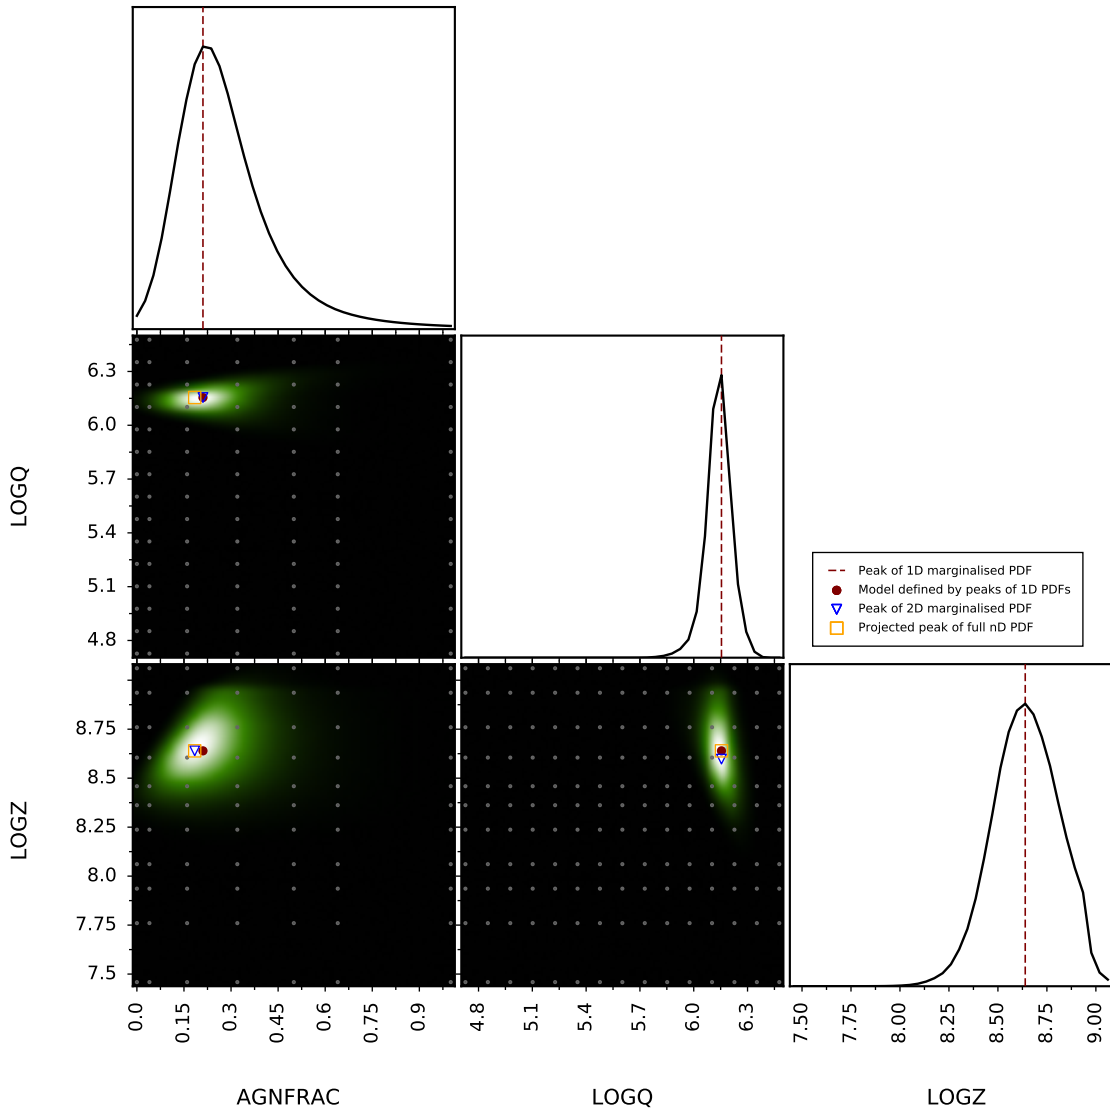 6.3
6.0
5.7
5.4
5.1
4.8
LOGQ
Peak of 1D marginalised PDF
Model defined by peaks of 1D PDFs
Peak of 2D marginalised PDF
Projected peak of full nD PDF
8.75
8.5
8.25
8.0
7.75
7.5
LOGZ
0.0 0.15 0.3 0.45 0.6 0.75 0.9
4.8 5.1 5.4 5.7 6.0 6.3
7.50 7.75 8.00 8.25 8.50 8.75 9.00
AGNFRAC LOGQ LOGZ